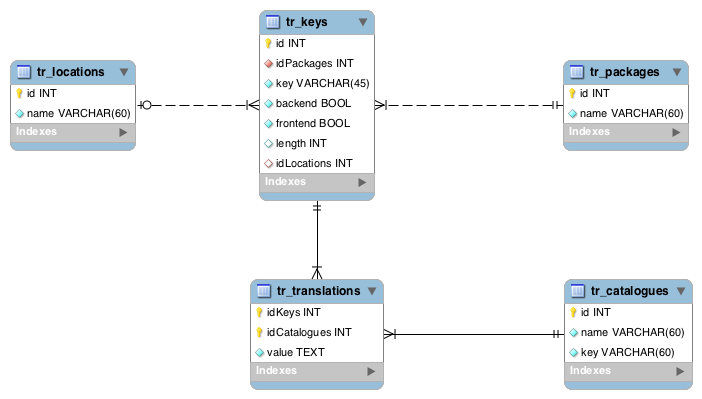 tr_keys
id INT
idPackages INT
key VARCHAR(45)
backend BOOL
frontend BOOL
length INT
idLocations INT
Indexes
tr_locations
id INT
name VARCHAR(60)
Indexes
tr_packages
id INT
name VARCHAR(60)
Indexes
tr_translations
idKeys INT
idCatalogues INT
value TEXT
Indexes
tr_catalogues
id INT
name VARCHAR(60)
key VARCHAR(60)
Indexes